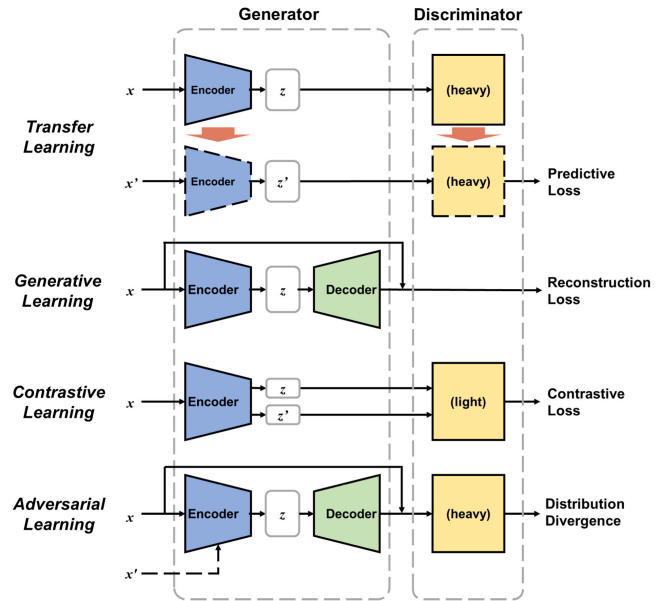 Generator
Discriminator
Transfer
Learning
x
Encoder
z
(heavy)
x'
Encoder
z'
(heavy)
Predictive
Loss
Generative
Learning
x
Encoder
z
Decoder
Reconstruction
Loss
Contrastive
Learning
x
Encoder
z
z'
(light)
Contrastive
Loss
Adversarial
Learning
x
Encoder
z
Decoder
(heavy)
Distribution
Divergence
x'